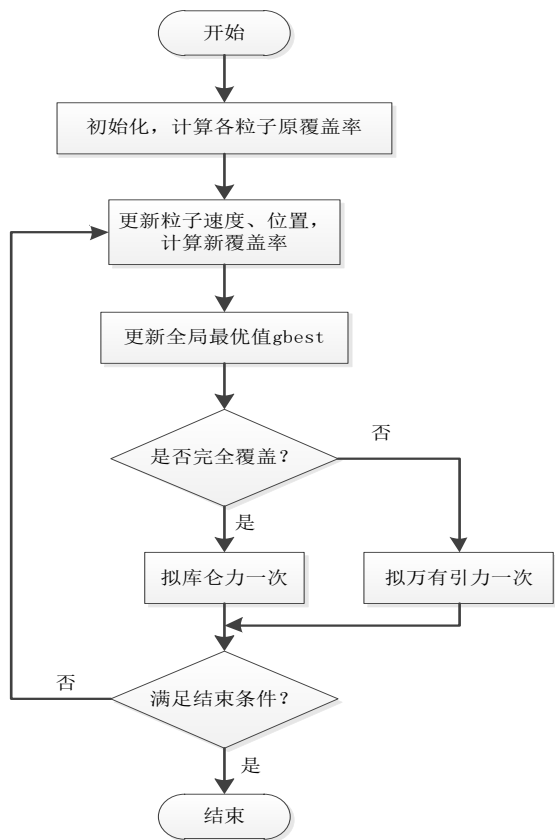 开始
初始化，计算各粒子原覆盖率
更新粒子速度、位置，
计算新覆盖率
更新全局最优值gbest
是否完全覆盖？
否
是
拟库仑力一次
拟万有引力一次
满足结束条件？
否
是
结束